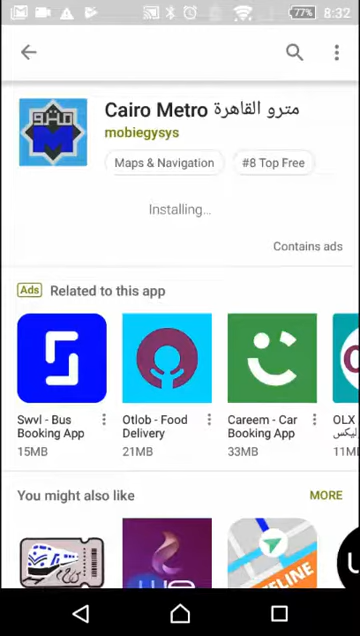 77% 8:32
Cairo Metro مترو القاهرة
mobiegysys
Maps & Navigation #8 Top Free
Installing...
Contains ads
Ads Related to this app
Swvl - Bus Booking App
15MB
Otlob - Food Delivery
21MB
Careem - Car Booking App
33MB
OLX
ليكس
11M
You might also like MORE